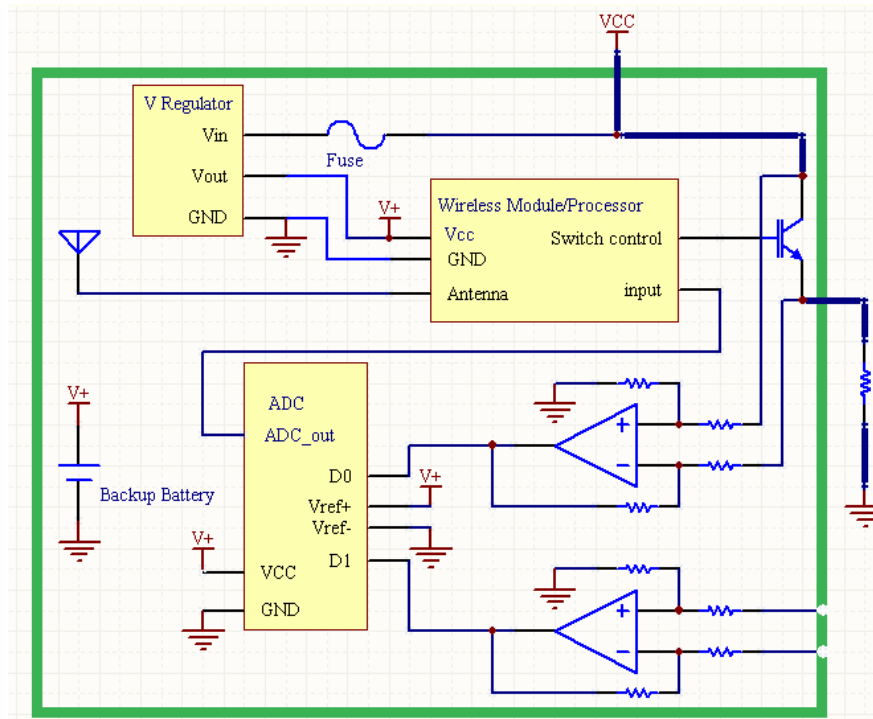 VCC
V Regulator
Vin
Fuse
Vout
GND
V+
Wireless Module/Processor
Vcc
Switch control
GND
Antenna
input
V+
ADC
ADC_out
D0
V+
Backup Battery
Vref+
Vref-
V+
D1
VCC
GND
+
-
+
-